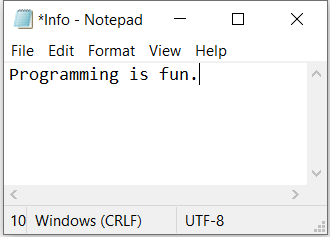 *Info - Notepad
File Edit Format View Help
Programming is fun.
10 Windows (CRLF) UTF-8